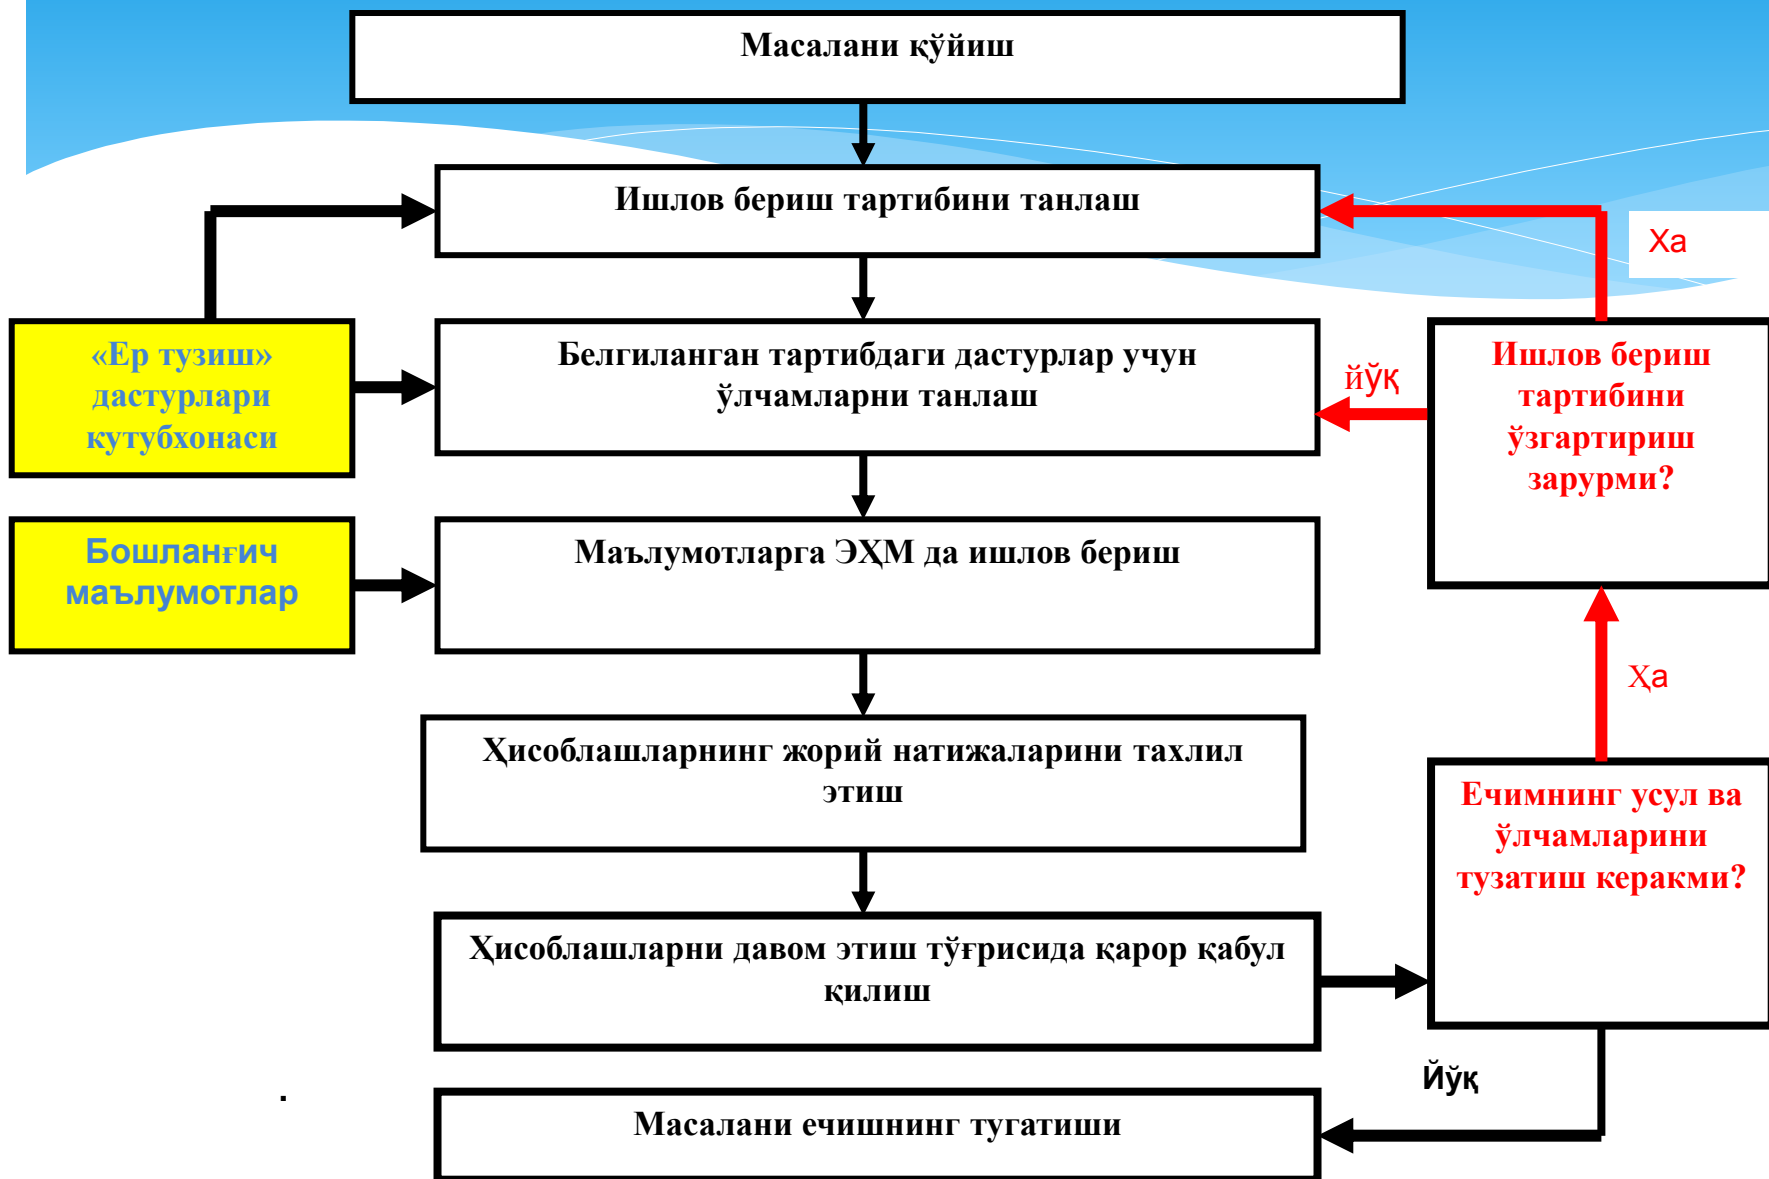 Масалани қўйиш
Ишлов бериш тартибини танлаш
Ха
«Ер тузиш»
дастурлари
кутубхонаси
Белгиланган тартибдаги дастурлар учун
ўлчамларни танлаш
йўқ
Ишлов бериш
тартибини
ўзгартириш
зарурми?
Бошланғич
маълумотлар
Маълумотларга ЭҲМ да ишлов бериш
Ҳа
Ҳисоблашларнинг жорий натижаларини тахлил
этиш
Ечимнинг усул ва
ўлчамларини
тузатиш керакми?
Ҳисоблашларни давом этиш тўғрисида қарор қабул
қилиш
Йўқ
.
Масалани ечишнинг тугатиши